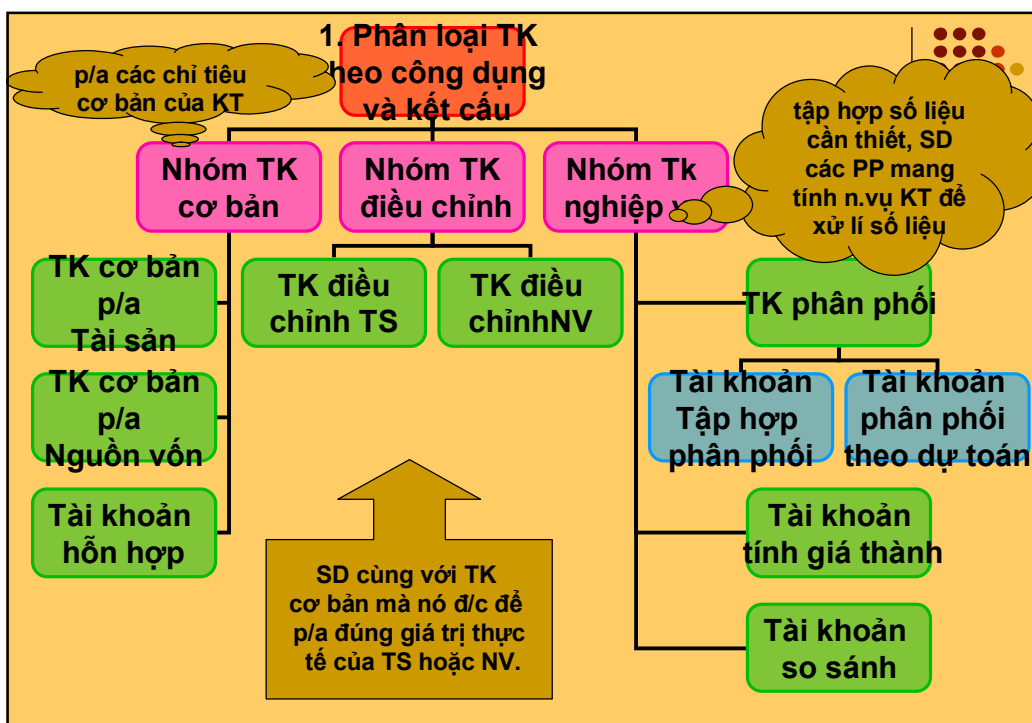 1. Phân loại TK
heo công dụng
và kết cấu
p/a các chỉ tiêu
cơ bản của KT
tập hợp số liệu
cần thiết, SD
các PP mang
tính n.vụ KT để
xử lí số liệu
Nhóm TK
cơ bản
Nhóm TK
điều chỉnh
Nhóm Tk
nghiệp
TK cơ bản
p/a
Tài sản
TK điều
chỉnh TS
TK điều
chỉnhNV
TK phân phối
TK cơ bản
p/a
Nguồn vốn
Tài khoản
Tập hợp
phân phối
Tài khoản
phân phối
theo dự toán
Tài khoản
hỗn hợp
SD cùng với TK
cơ bản mà nó đ/c để
p/a đúng giá trị thực
tế của TS hoặc NV.
Tài khoản
tính giá thành
Tài khoản
so sánh